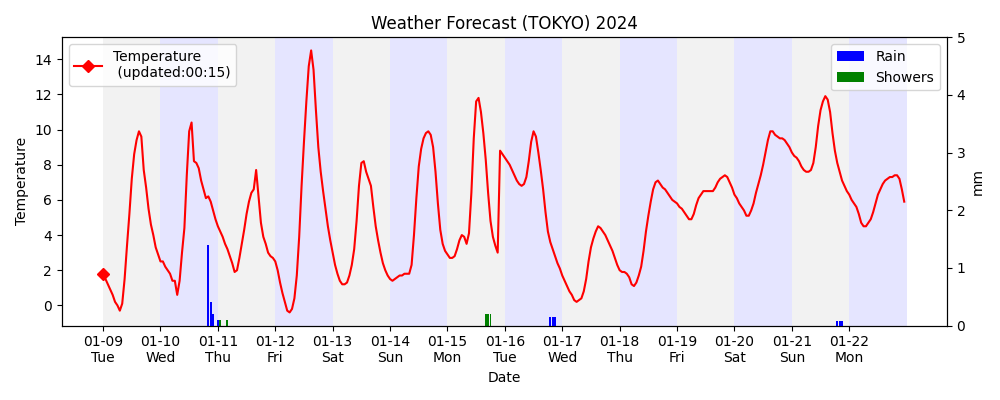 Weather Forecast (TOKYO) 2024
Temperature
(updated:00:15)
Rain
Showers
Temperature
14
12
10
8
6
4
2
0
5
4
3
2
1
0
mm
01-09 01-10 01-11 01-12 01-13 01-14 01-15 01-16 01-17 01-18 01-19 01-20 01-21 01-22
Tue Wed Thu Fri Sat Sun Mon Tue Wed Thu Fri Sat Sun Mon
Date